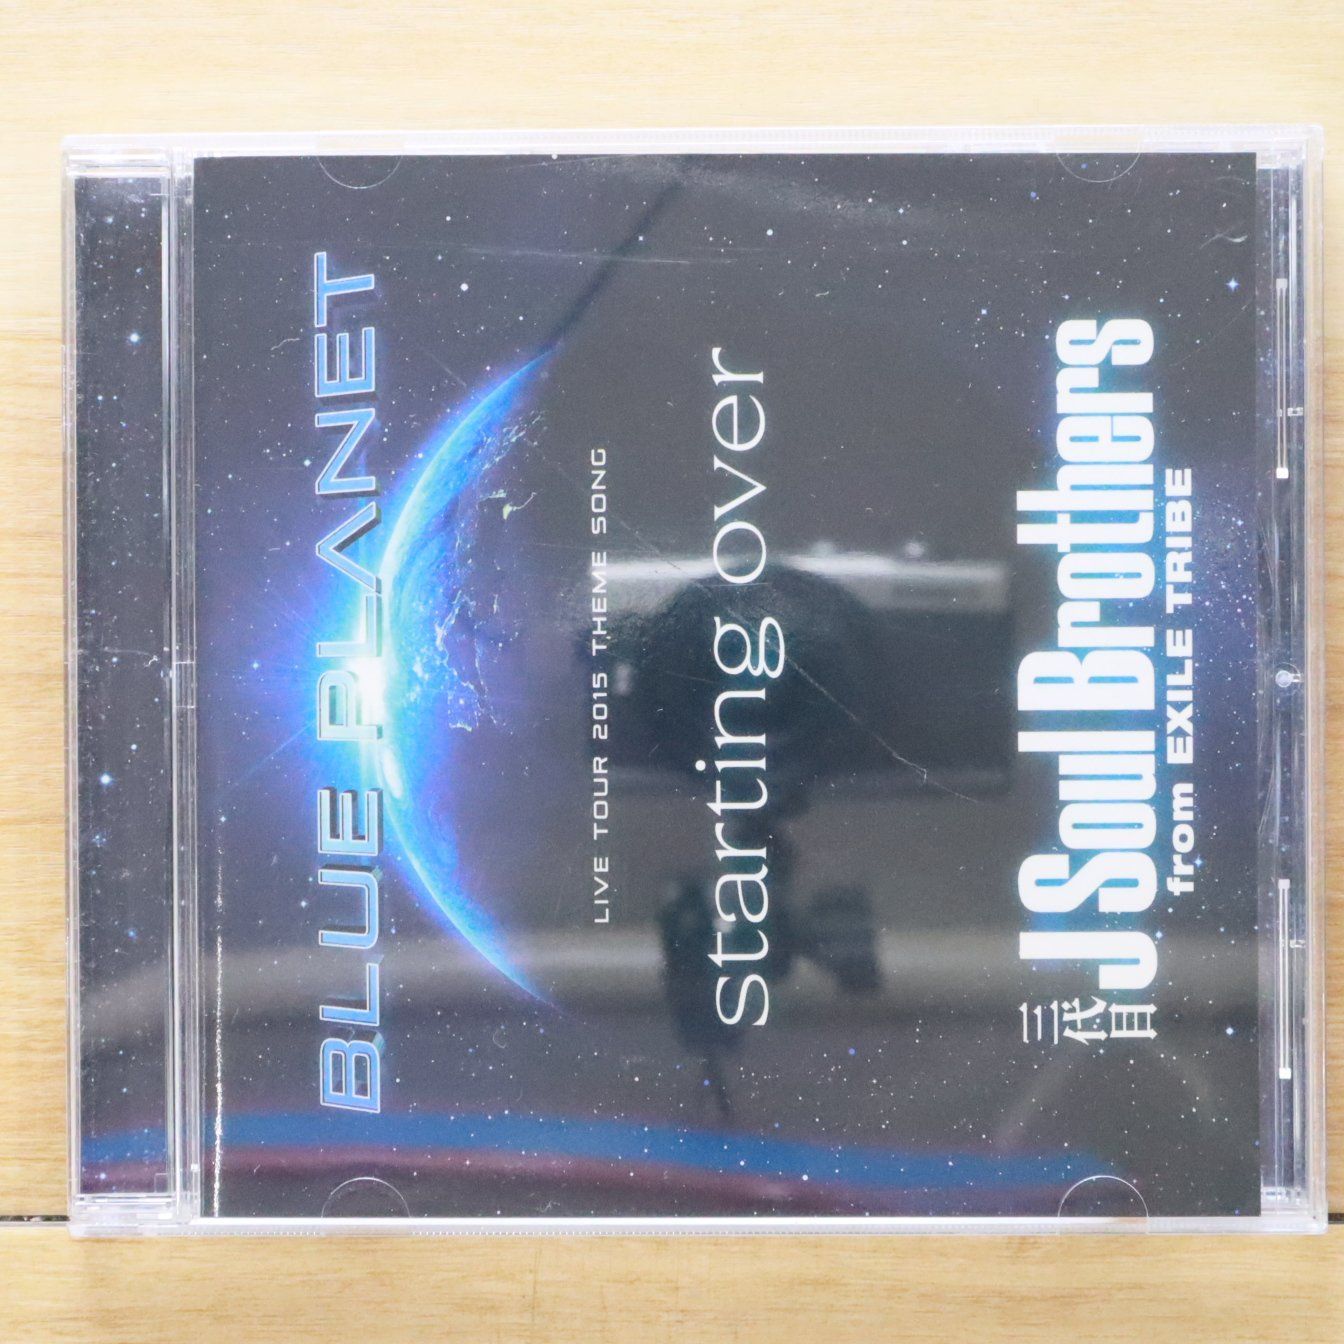 BLUE PLANET
LIVE TOUR 2015 THEME SONG
starting over
三代目 J Soul Brothers
from EXILE TRIBE